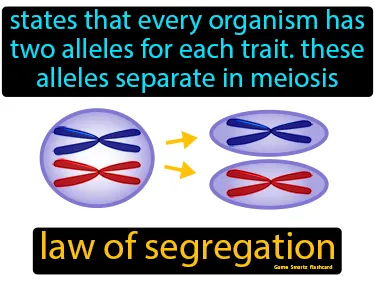 states that every organism has
two alleles for each trait. these
alleles separate in meiosis
law of segregation
Game Smartz flashcard